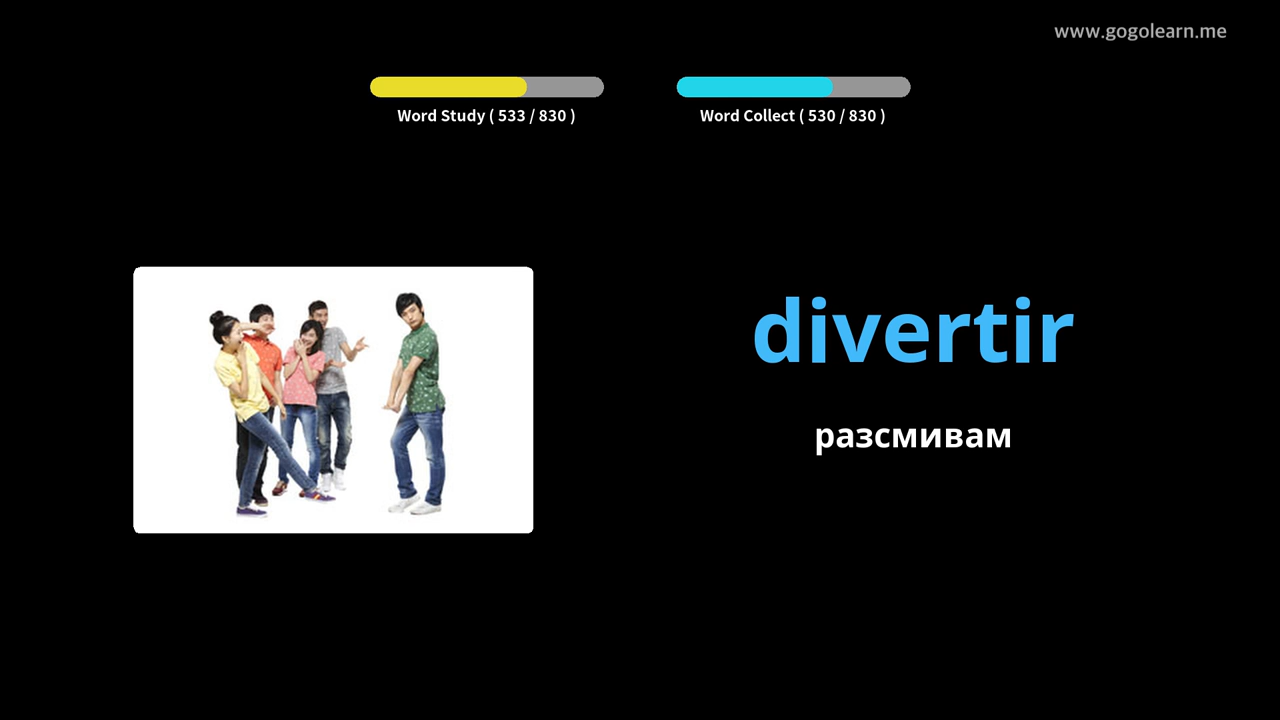 www.gogolearn.me
Word Study ( 533 / 830 )
Word Collect ( 530 / 830 )
divertir
разсмивам